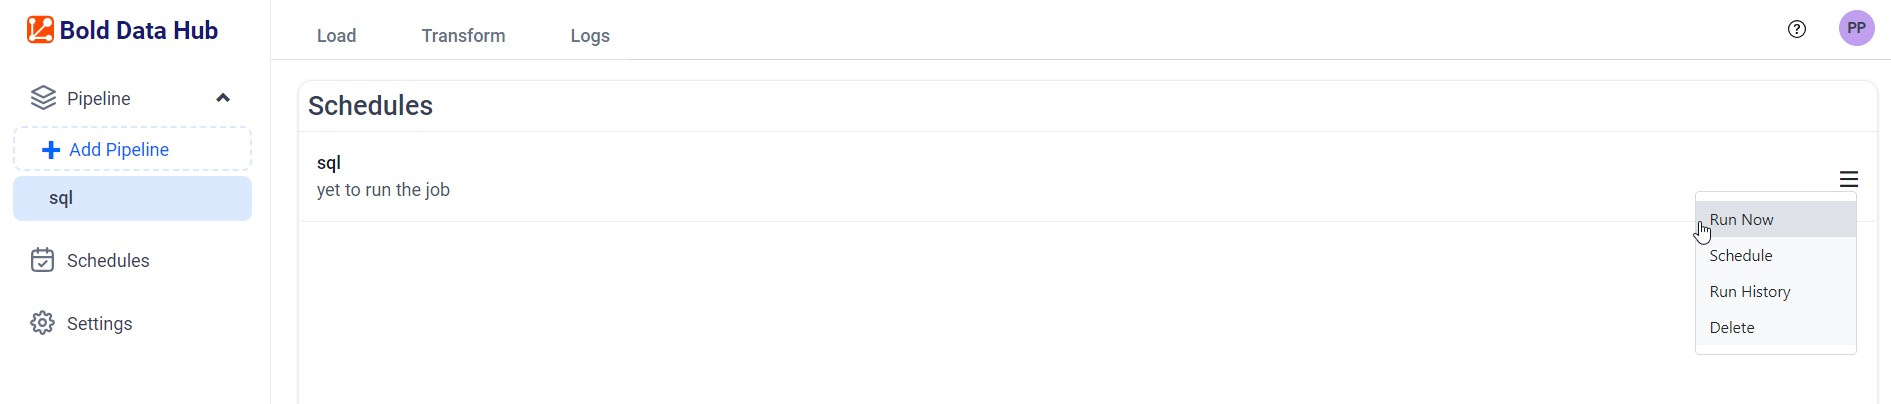 Bold Data Hub
Load
Transform
Logs
PP
Pipeline
Add Pipeline
sql
Schedules
Settings
Schedules
sql
yet to run the job
Run Now
Schedule
Run History
Delete